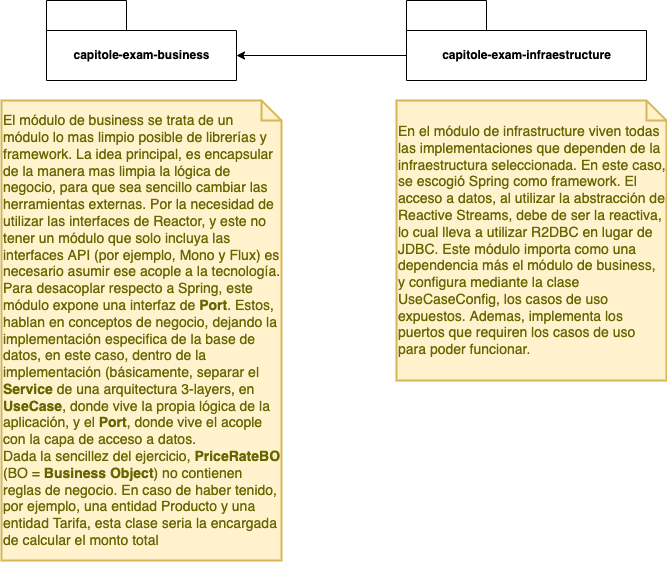 capitole-exam-business
capitole-exam-infraestructure
El módulo de business se trata de un
módulo lo mas limpio posible de librerías y
framework. La idea principal, es encapsular
de la manera mas limpia la lógica de
negocio, para que sea sencillo cambiar las
herramientas externas. Por la necesidad de
utilizar las interfaces de Reactor, y este no
tener un módulo que solo incluya las
interfaces API (por ejemplo, Mono y Flux) es
necesario asumir ese acople a la tecnología.
Para desacoplar respecto a Spring, este
módulo expone una interfaz de Port. Estos,
hablan en conceptos de negocio, dejando la
implementación especifica de la base de
datos, en este caso, dentro de la
implementación (básicamente, separar el
Service de una arquitectura 3-layers, en
UseCase, donde vive la propia lógica de la
aplicación, y el Port, donde vive el acople
con la capa de acceso a datos.
Dada la sencillez del ejercicio, PriceRateBO
(BO = Business Object) no contienen
reglas de negocio. En caso de haber tenido,
por ejemplo, una entidad Producto y una
entidad Tarifa, esta clase seria la encargada
de calcular el monto total
En el módulo de infrastructure viven todas
las implementaciones que dependen de la
infraestructura seleccionada. En este caso,
se escogió Spring como framework. El
acceso a datos, al utilizar la abstracción de
Reactive Streams, debe de ser la reactiva,
lo cual lleva a utilizar R2DBC en lugar de
JDBC. Este módulo importa como una
dependencia más el módulo de business,
y configura mediante la clase
UseCaseConfig, los casos de uso
expuestos. Ademas, implementa los
puertos que requiren los casos de uso
para poder funcionar.